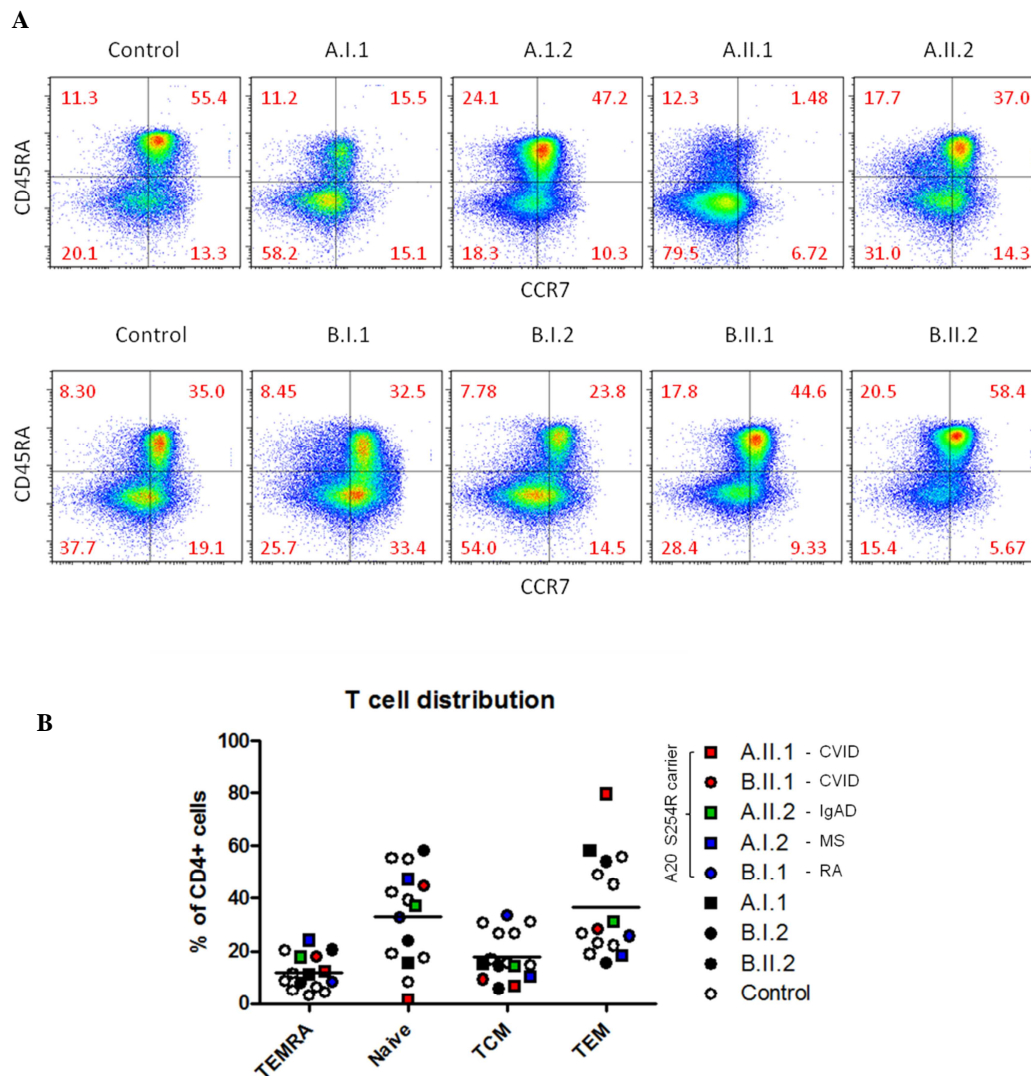 A
Control A.I.1 A.1.2 A.II.1 A.II.2
11.3 55.4 11.2 15.5 24.1 47.2 12.3 1.48 17.7 37.0
CD45RA
20.1 13.3 58.2 15.1 18.3 10.3 79.5 6.72 31.0 14.3
CCR7
Control B.I.1 B.I.2 B.II.1 B.II.2
8.30 35.0 8.45 32.5 7.78 23.8 17.8 44.6 20.5 58.4
CD45RA
37.7 19.1 25.7 33.4 54.0 14.5 28.4 9.33 15.4 5.67
CCR7
B
T cell distribution
% of CD4+ cells
100
80
60
40
20
0
TEMRA Naive TCM TEM
A20 S254R carrier
A.II.1 - CVID
B.II.1 - CVID
A.II.2 - IgAD
A.I.2 - MS
B.I.1 - RA
A.I.1
B.I.2
B.II.2
Control